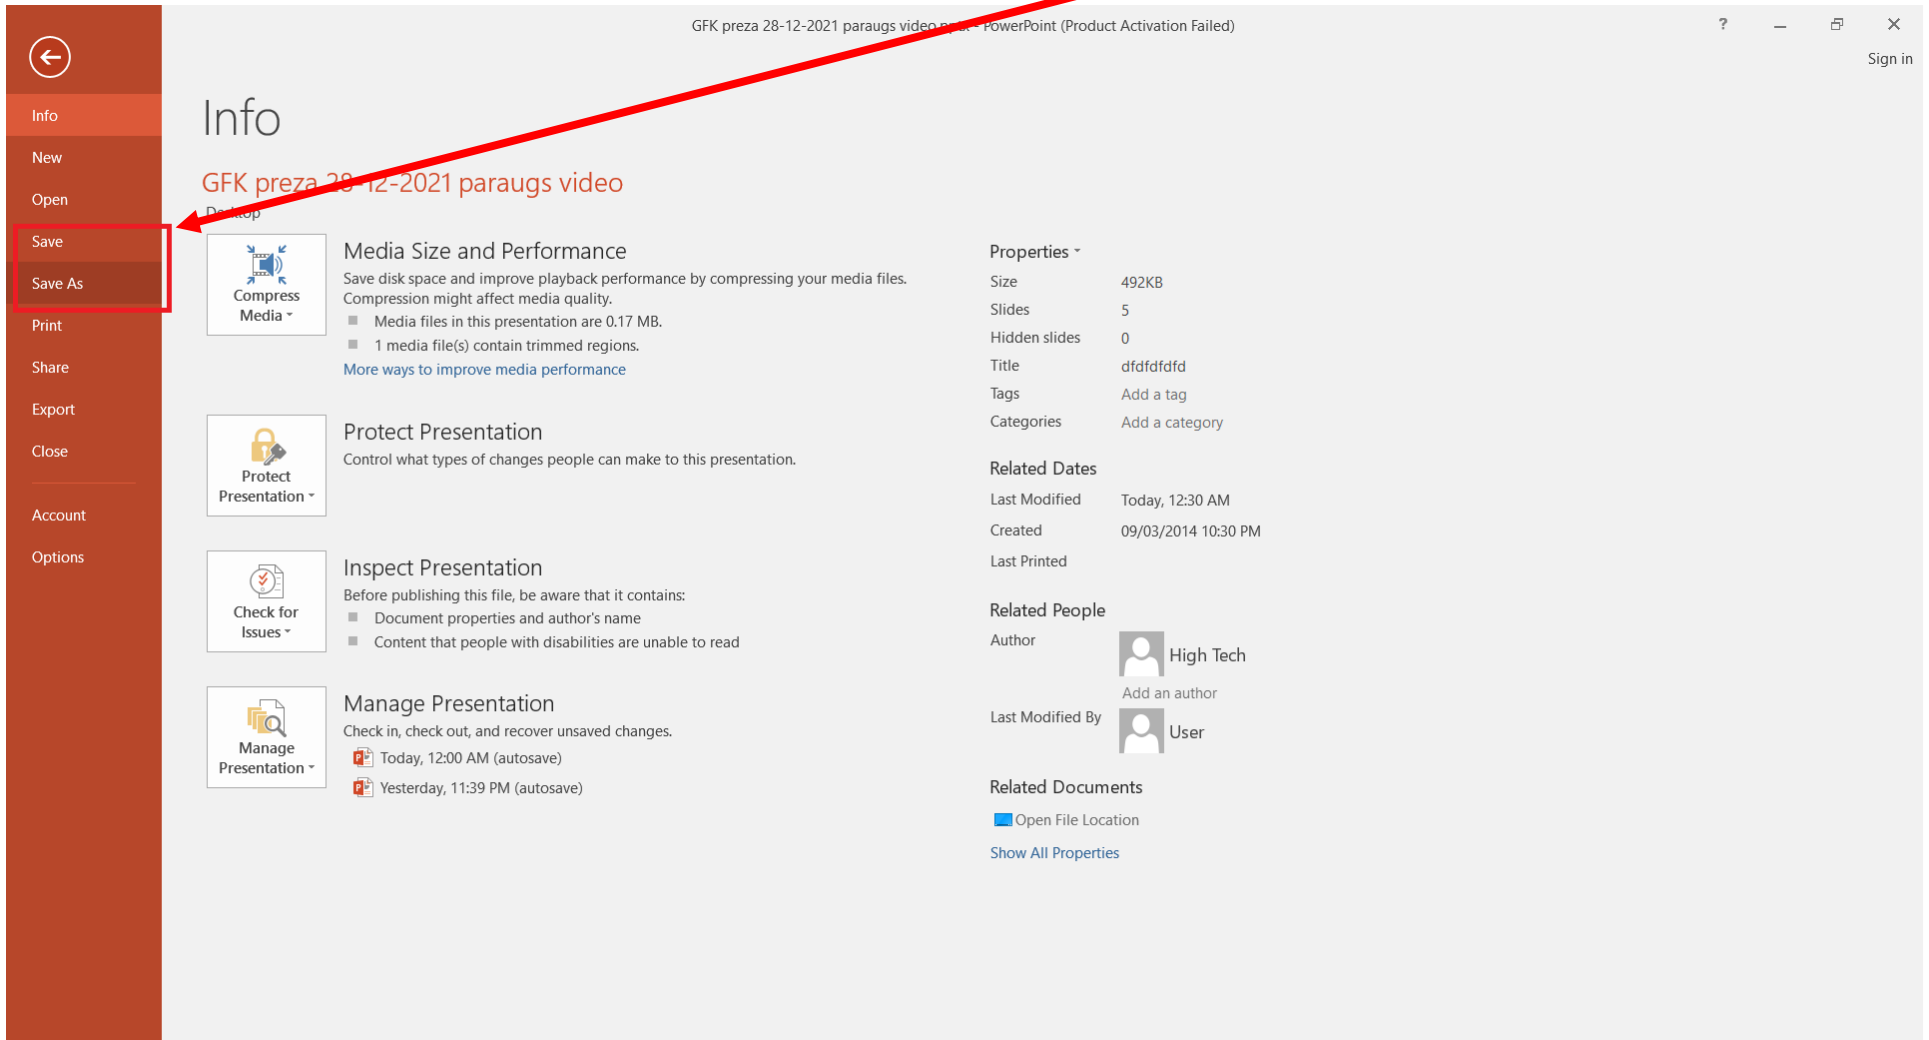 GFK preza 28-12-2021 paraugs video.pptx - PowerPoint (Product Activation Failed)
?
Sign in
Info
New
Open
Save
Save As
Print
Share
Export
Close
Account
Options
Info
GFK preza 28-12-2021 paraugs video
Desktop
Compress
Media
Media Size and Performance
Save disk space and improve playback performance by compressing your media files.
Compression might affect media quality.
Media files in this presentation are 0.17 MB.
1 media file(s) contain trimmed regions.
More ways to improve media performance
Protect
Presentation
Protect Presentation
Control what types of changes people can make to this presentation.
Check for
Issues
Inspect Presentation
Before publishing this file, be aware that it contains:
Document properties and author's name
Content that people with disabilities are unable to read
Manage
Presentation
Manage Presentation
Check in, check out, and recover unsaved changes.
Today, 12:00 AM (autosave)
Yesterday, 11:39 PM (autosave)
Properties
Size 492KB
Slides 5
Hidden slides 0
Title dfdfdfdfd
Tags Add a tag
Categories Add a category
Related Dates
Last Modified Today, 12:30 AM
Created 09/03/2014 10:30 PM
Last Printed
Related People
Author High Tech
Add an author
Last Modified By User
Related Documents
Open File Location
Show All Properties